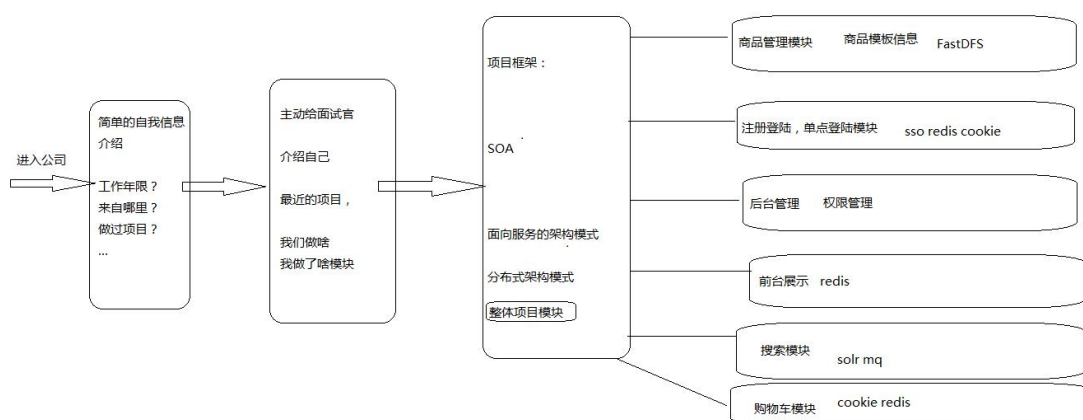 进入公司
简单的自我信息
介绍
工作年限？
来自哪里？
做过项目？
...
主动给面试官
介绍自己
最近的项目，
我们做啥
我做了啥模块
项目框架：
SOA
面向服务的架构模式
分布式架构模式
整体项目模块
商品管理模块 商品模板信息 FastDFS
注册登陆，单点登陆模块 sso redis cookie
后台管理 权限管理
前台展示 redis
搜索模块 solr mq
购物车模块 cookie redis